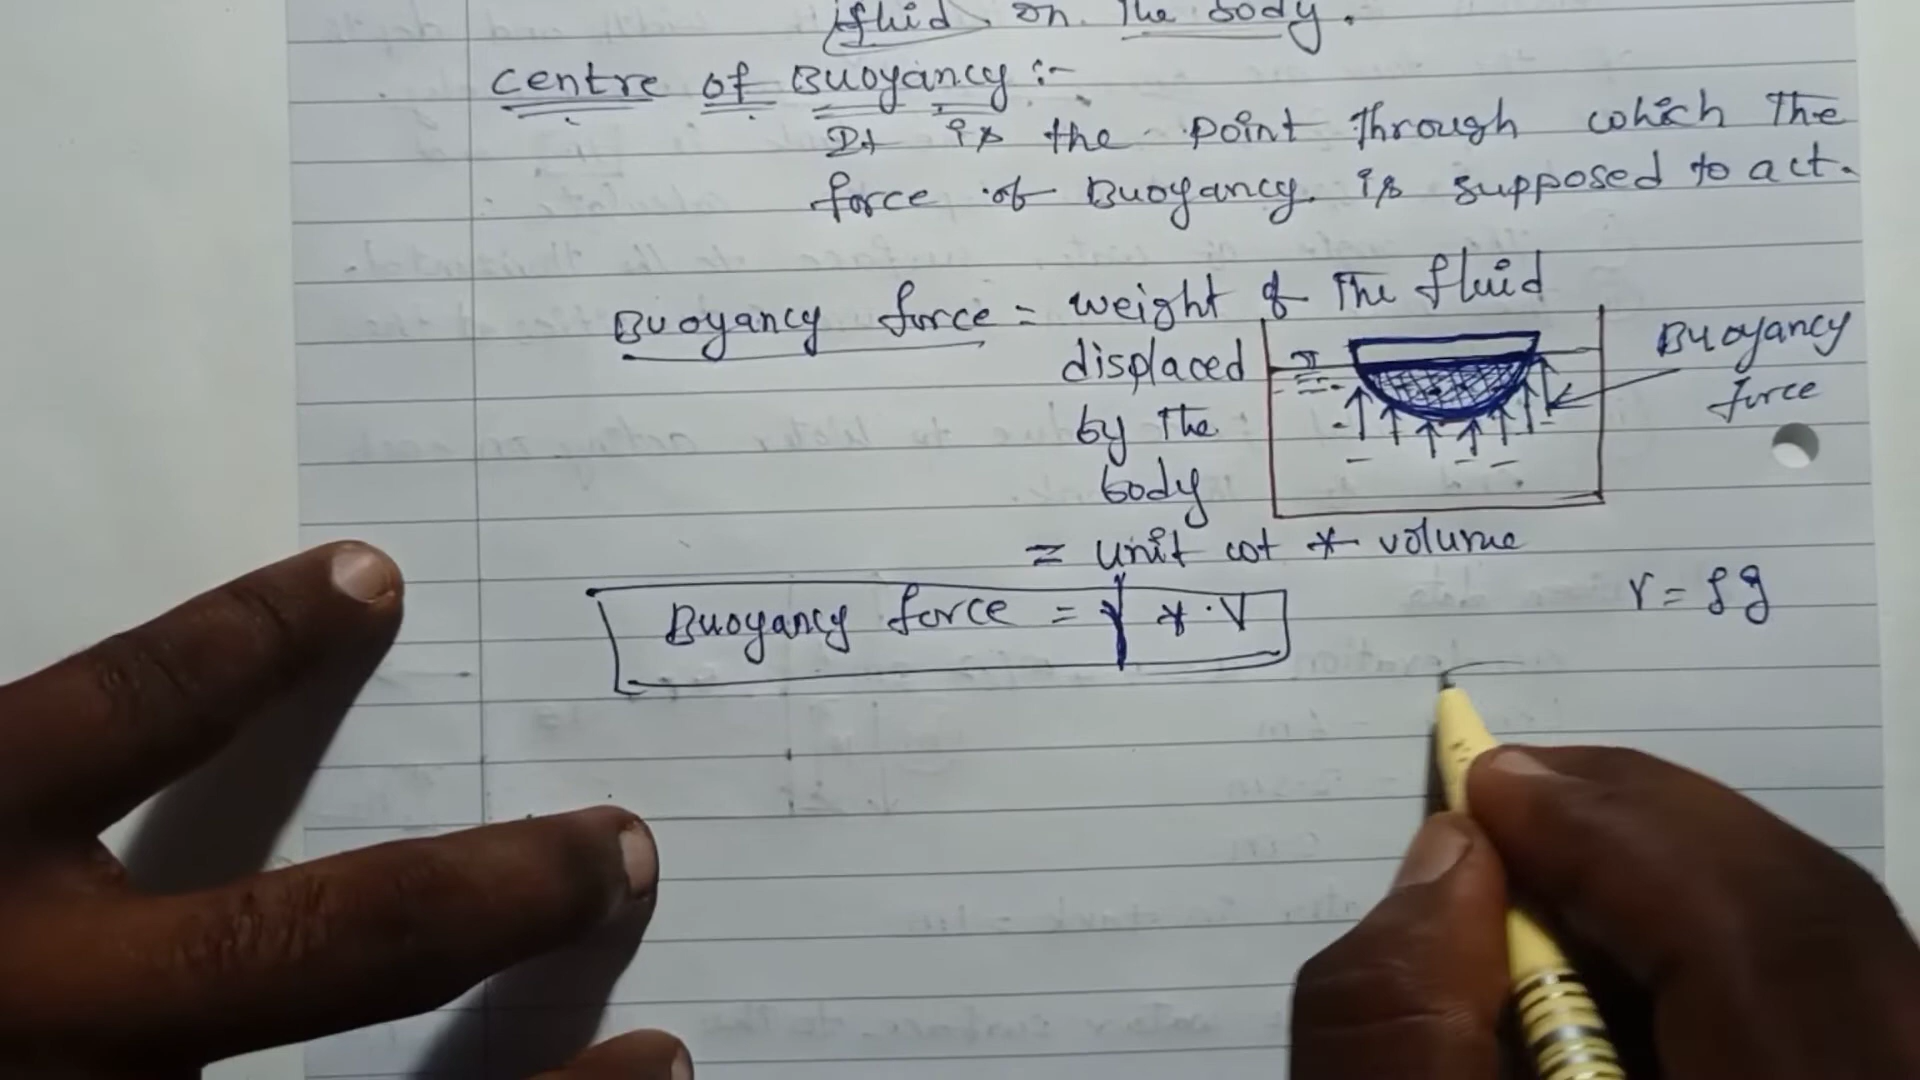 fluid on the body.
Centre of Buoyancy :-
It is the point through which the
force of Buoyancy is supposed to act.
Buoyancy force = weight of the fluid
displaced
by the
body
Buoyancy
force
= unit wt * volume
Buoyancy force = γ * V
γ = ρg